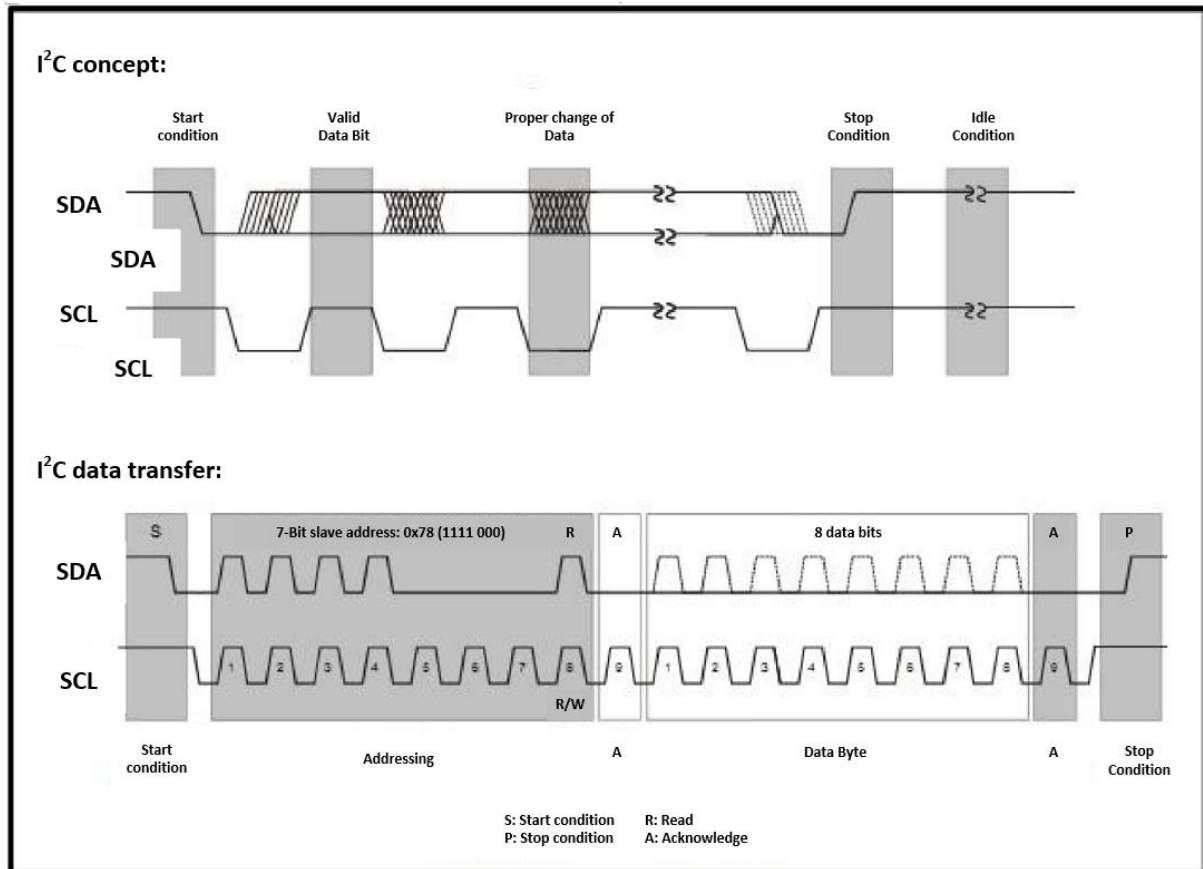 I²C concept:
Start
condition
Valid
Data Bit
Proper change of
Data
Stop
Condition
Idle
Condition
SDA
SDA
SCL
SCL
I²C data transfer:
S
7-Bit slave address: 0x78 (1111 000)
R
A
8 data bits
A
P
SDA
SCL
1
2
3
4
5
6
7
8
9
1
2
3
4
5
6
7
8
9
R/W
Start
condition
Addressing
A
Data Byte
A
Stop
Condition
S: Start condition R: Read
P: Stop condition A: Acknowledge